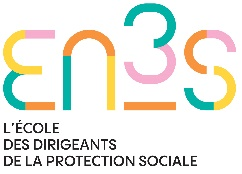 en3s
L'ÉCOLE
DES DIRIGEANTS
DE LA PROTECTION SOCIALE